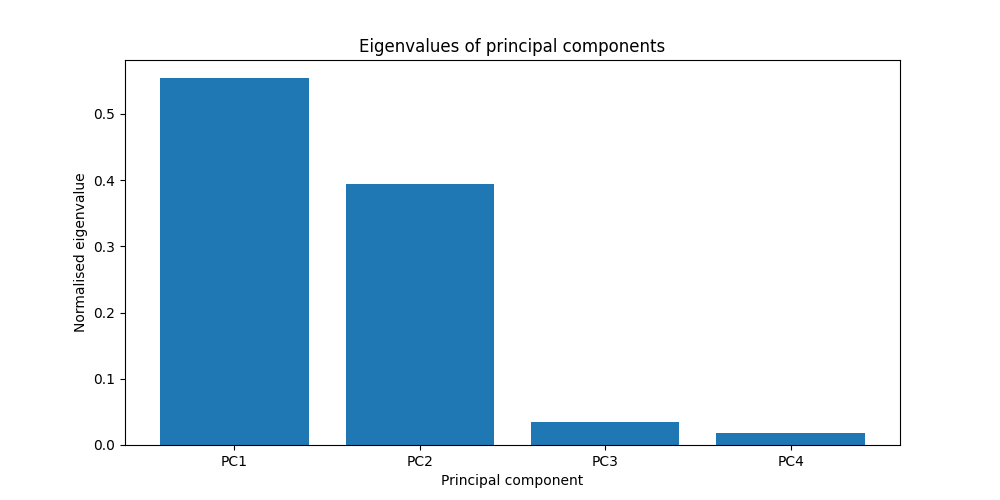 Eigenvalues of principal components
Normalised eigenvalue
0.5
0.4
0.3
0.2
0.1
0.0
PC1 PC2 PC3 PC4
Principal component